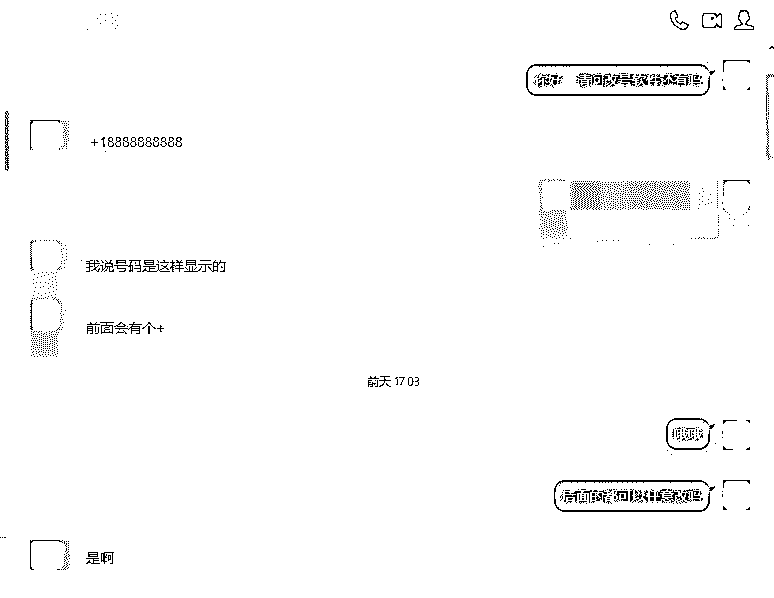 你好 请问改号软件还有吗
+18888888888
我说号码是这样显示的
前面会有个+
前天 17:03
哦哦
后面的都可以任意改吗
是啊